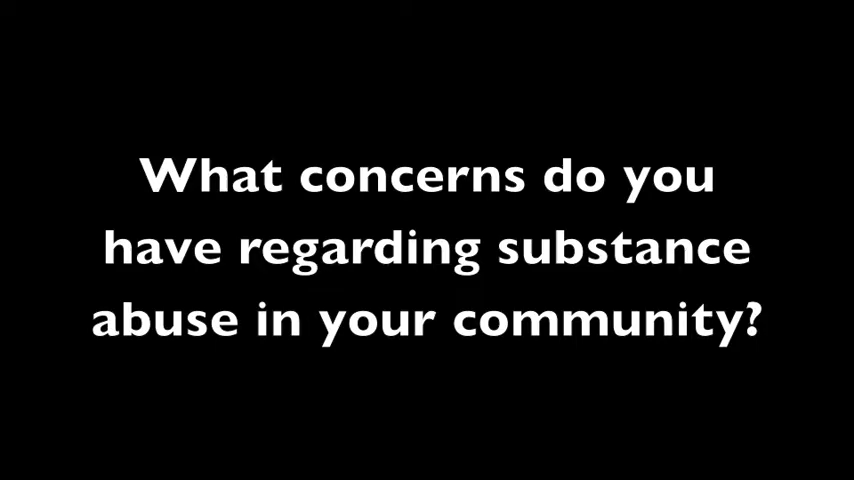 What concerns do you
have regarding substance
abuse in your community?